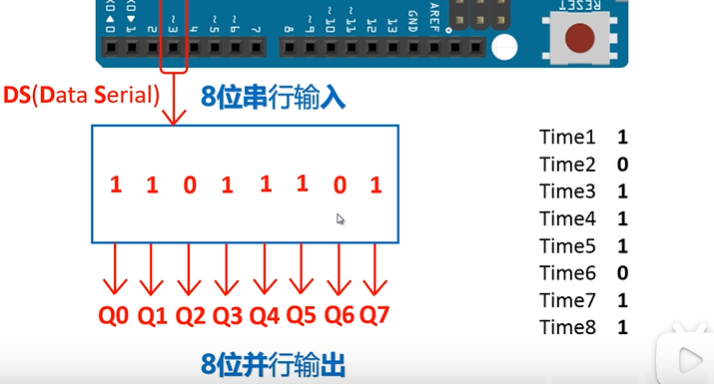 RESET
AREF
GND
13
12
~11
~10
~9
8
7
~6
~5
4
~3
2
1
0
DS(Data Serial)
8位串行输入
1 1 0 1 1 1 0 1
Q0 Q1 Q2 Q3 Q4 Q5 Q6 Q7
8位并行输出
Time1 1
Time2 0
Time3 1
Time4 1
Time5 1
Time6 0
Time7 1
Time8 1